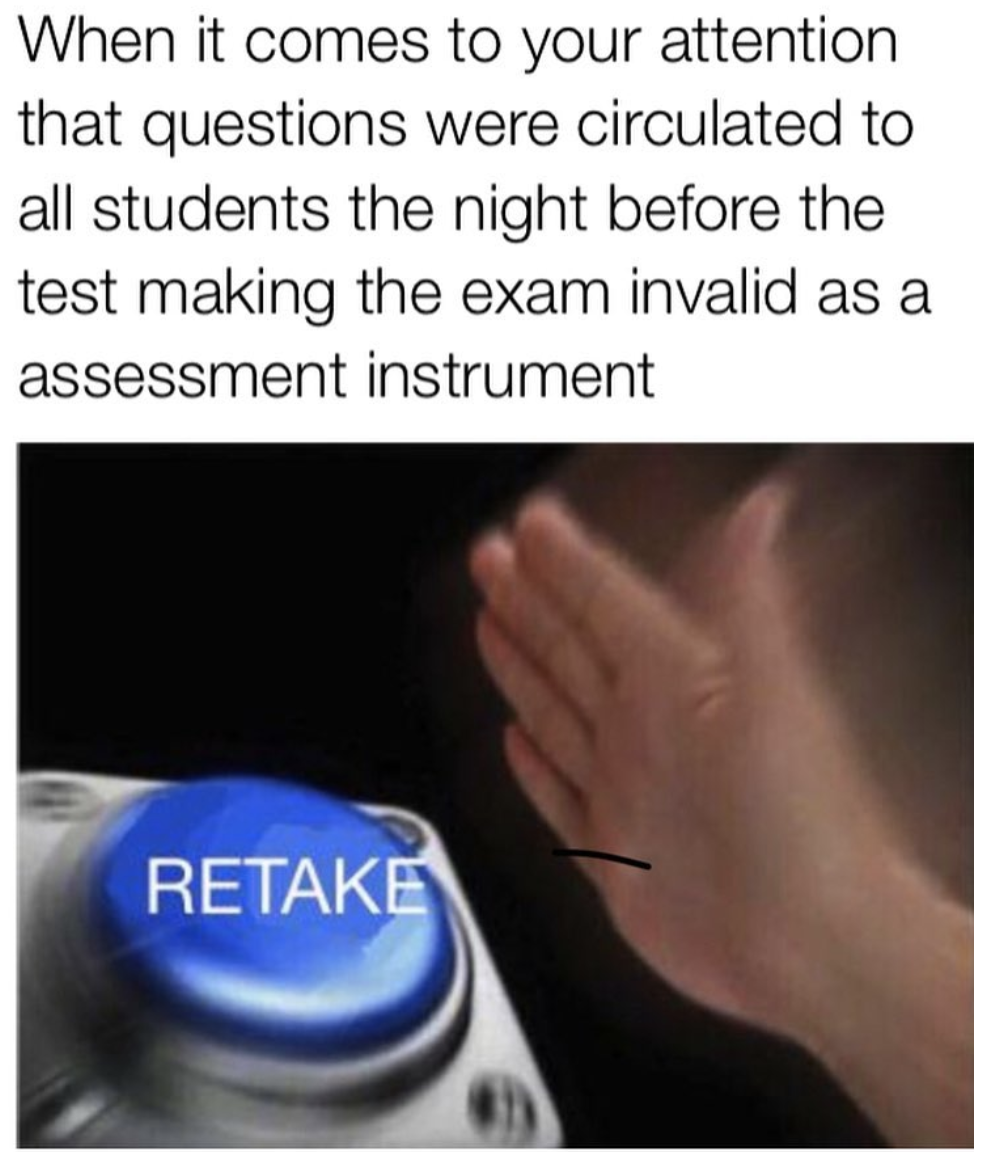 When it comes to your attention
that questions were circulated to
all students the night before the
test making the exam invalid as a
assessment instrument
RETAKE